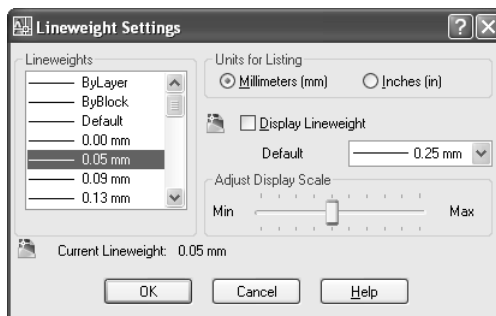 Lineweight Settings
Lineweights
ByLayer
ByBlock
Default
0.00 mm
0.05 mm
0.09 mm
0.13 mm
Units for Listing
Millimeters (mm)
Inches (in)
Display Lineweight
Default
0.25 mm
Adjust Display Scale
Min
Max
Current Lineweight: 0.05 mm
OK
Cancel
Help